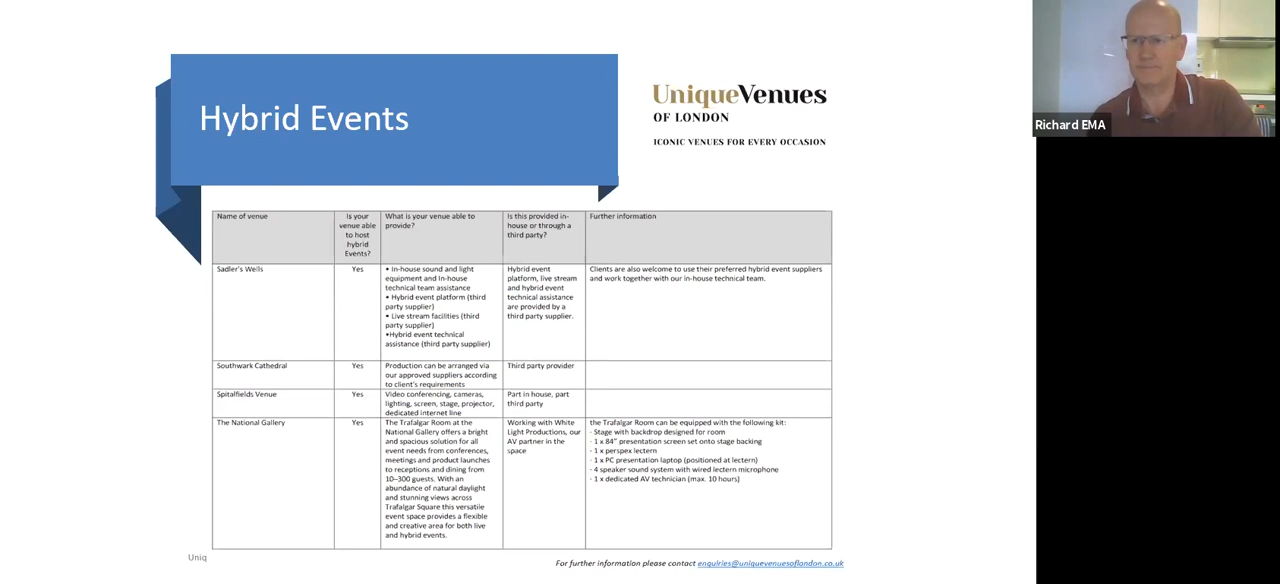 Hybrid Events
UniqueVenues
OF LONDON
ICONIC VENUES FOR EVERY OCCASION
Richard EMA
Name of venue
Is your
venue able
to host
hybrid
Events?
What is your venue able to
provide?
Is this provided in-
house or through a
third party?
Further information
Sadler's Wells
Yes
• In-house sound and light
equipment and In-house
technical team assistance
• Hybrid event platform (third
party supplier)
• Live stream facilities (third
party supplier)
•Hybrid event technical
assistance (third party supplier)
Hybrid event
platform, live stream
and hybrid event
technical assistance
are provided by a
third party supplier.
Clients are also welcome to use their preferred hybrid event suppliers
and work together with our in-house technical team.
Southwark Cathedral
Yes
Production can be arranged via
our approved suppliers according
to client's requirements
Third party provider
Spitalfields Venue
Yes
Video conferencing, cameras,
lighting, screen, stage, projector,
dedicated internet line
Part in house, part
third party
The National Gallery
Yes
The Trafalgar Room at the
National Gallery offers a bright
and spacious solution for all
event needs from conferences,
meetings and product launches
to receptions and dining from
10–300 guests. With an
abundance of natural daylight
and stunning views across
Trafalgar Square this versatile
event space provides a flexible
and creative area for both live
and hybrid events.
Working with White
Light Productions, our
AV partner in the
space
the Trafalgar Room can be equipped with the following kit:
· Stage with backdrop designed for room
· 1 x 84" presentation screen set onto stage backing
· 1 x perspex lectern
· 1 x PC presentation laptop (positioned at lectern)
· 4 speaker sound system with wired lectern microphone
· 1 x dedicated AV technician (max. 10 hours)
Uniq
For further information please contact enquiries@uniquevenuesoflondon.co.uk